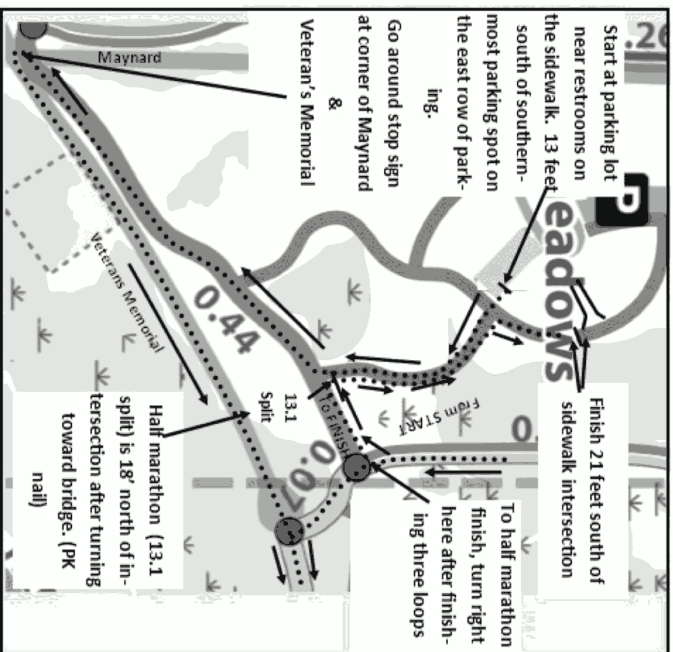 Start at parking lot
near restrooms on
the sidewalk. 13 feet
south of southern-
most parking spot on
the east row of park-
ing.
Go around stop sign
at corner of Maynard
&
Veteran's Memorial
Maynard
.26
P
eadows
Finish 21 feet south of
sidewalk intersection
Veterans Memorial
0.44
13.1
Split
To FINISH
From START
0.
0.07
To half marathon
finish, turn right
here after finish-
ing three loops
Half marathon (13.1
split) is 18' north of in-
tersection after turning
toward bridge. (PK
nail)